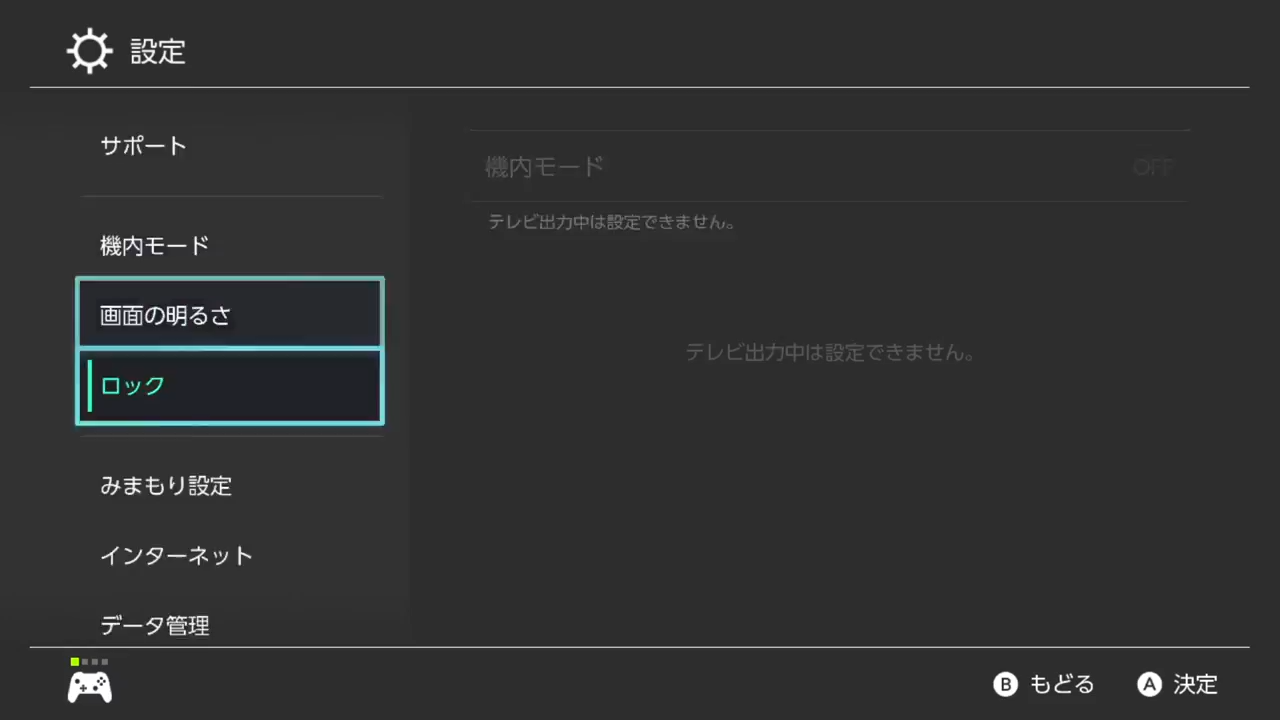 設定
サポート
機内モード
画面の明るさ
ロック
みまもり設定
インターネット
データ管理
機内モード OFF
テレビ出力中は設定できません。
テレビ出力中は設定できません。
B もどる A 決定